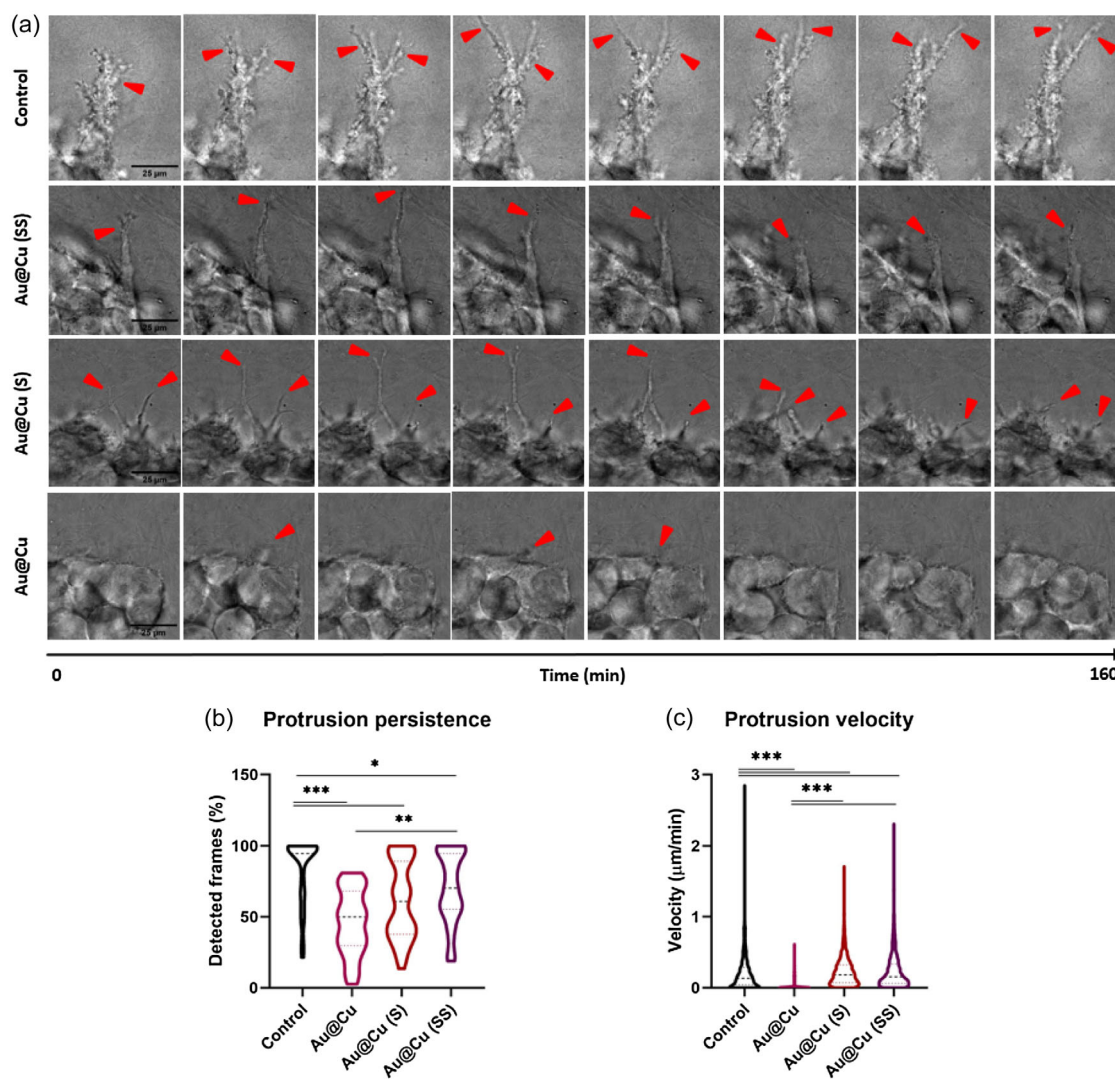 (a)
Control
25 µm
Au@Cu (SS)
25 µm
Au@Cu (S)
25 µm
Au@Cu
25 µm
0 Time (min) 160
(b) Protrusion persistence
Detected frames (%)
150
100
50
0
*
***
**
Control
Au@Cu
Au@Cu (S)
Au@Cu (SS)
(c) Protrusion velocity
Velocity (µm/min)
3
2
1
0
***
***
Control
Au@Cu
Au@Cu (S)
Au@Cu (SS)